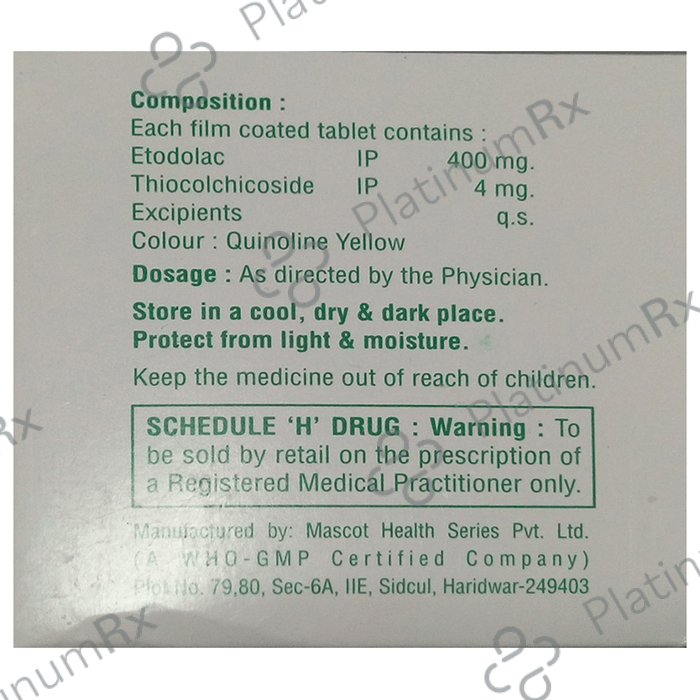 PlatinumRx
Composition :
Each film coated tablet contains :
Etodolac IP 400 mg.
Thiocolchicoside IP 4 mg.
Excipients q.s.
Colour : Quinoline Yellow
Dosage : As directed by the Physician.
Store in a cool, dry & dark place.
Protect from light & moisture.
Keep the medicine out of reach of children.
SCHEDULE ‘H’ DRUG : Warning : To
be sold by retail on the prescription of
a Registered Medical Practitioner only.
Manufactured by: Mascot Health Series Pvt. Ltd.
(A WHO-GMP Certified Company)
Plot No. 79,80, Sec-6A, IIE, Sidcul, Haridwar-249403